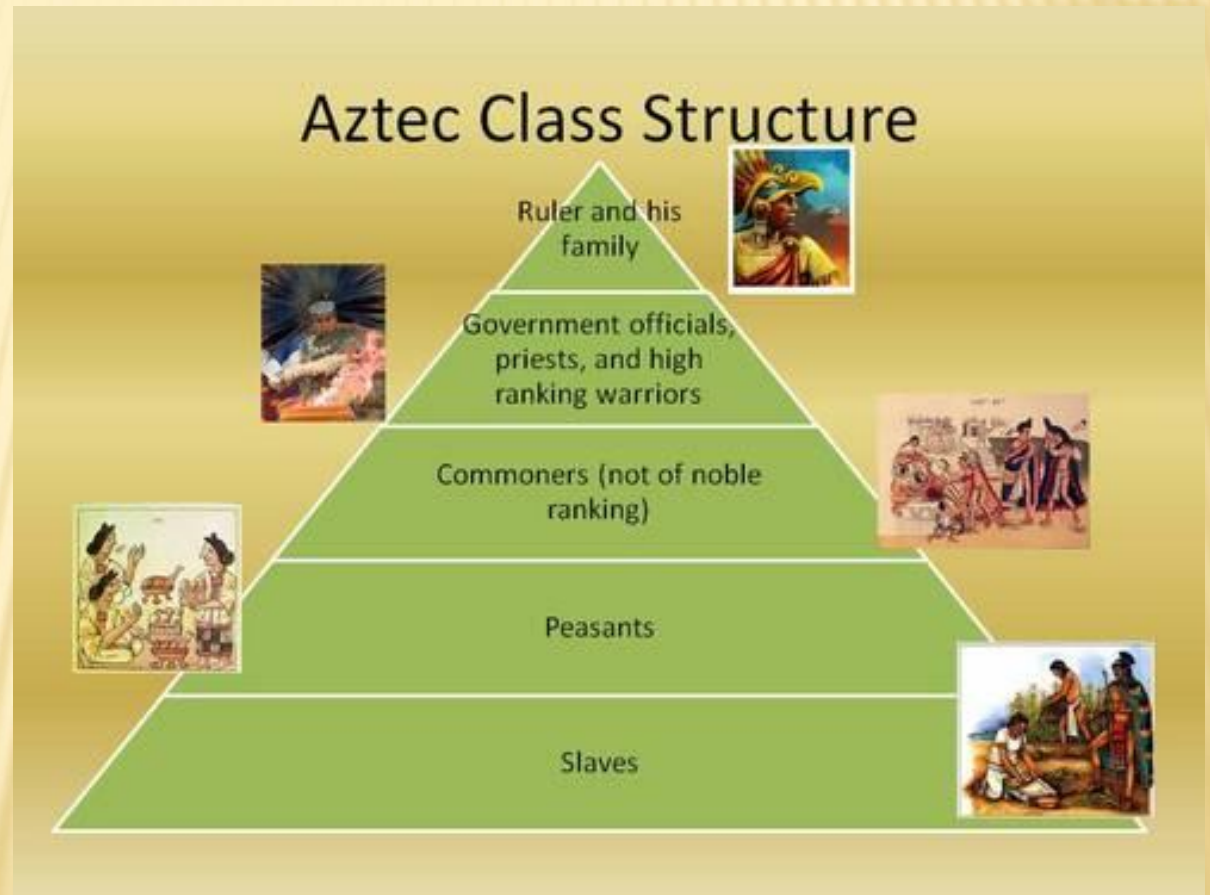 Aztec Class Structure
Ruler and his
family
Government officials,
priests, and high
ranking warriors
Commoners (not of noble
ranking)
Peasants
Slaves